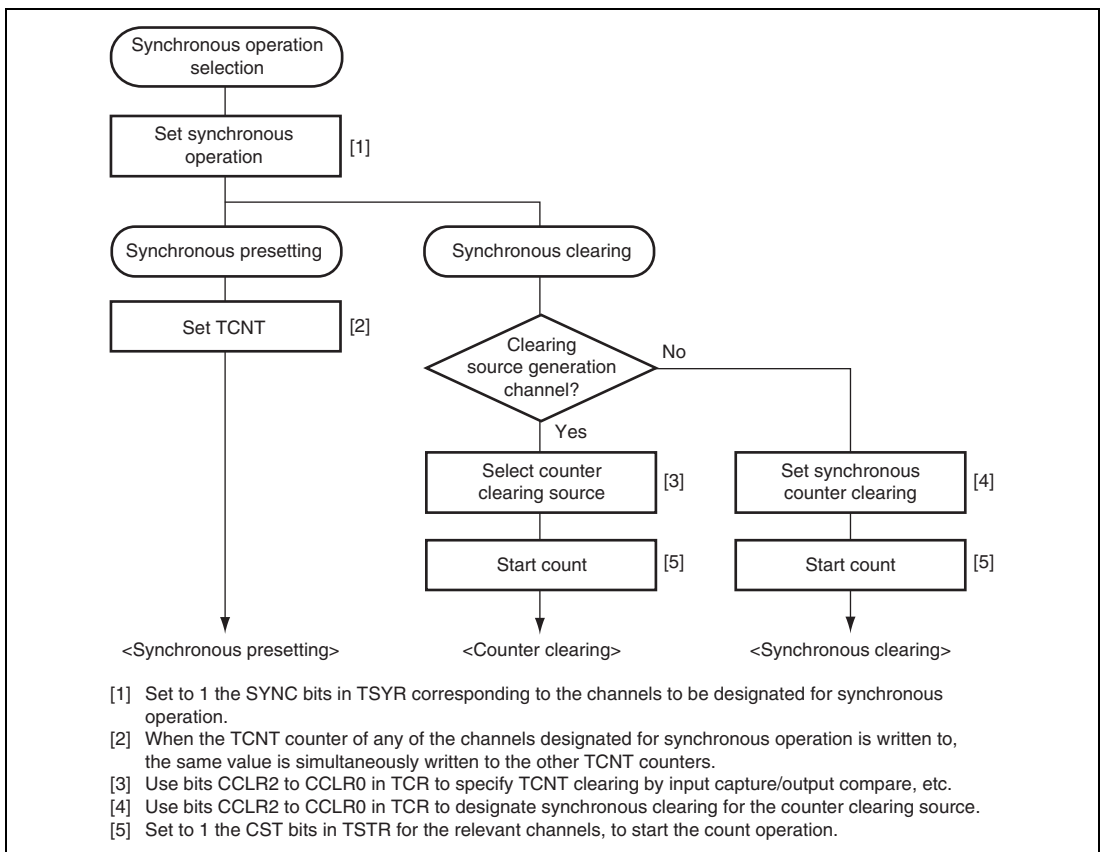 Synchronous operation
selection
Set synchronous
operation
[1]
Synchronous presetting
Synchronous clearing
Set TCNT
[2]
Clearing
source generation
channel?
No
Yes
Select counter
clearing source
[3]
Set synchronous
counter clearing
[4]
Start count
[5]
Start count
[5]
<Synchronous presetting>
<Counter clearing>
<Synchronous clearing>
[1] Set to 1 the SYNC bits in TSYR corresponding to the channels to be designated for synchronous
operation.
[2] When the TCNT counter of any of the channels designated for synchronous operation is written to,
the same value is simultaneously written to the other TCNT counters.
[3] Use bits CCLR2 to CCLR0 in TCR to specify TCNT clearing by input capture/output compare, etc.
[4] Use bits CCLR2 to CCLR0 in TCR to designate synchronous clearing for the counter clearing source.
[5] Set to 1 the CST bits in TSTR for the relevant channels, to start the count operation.